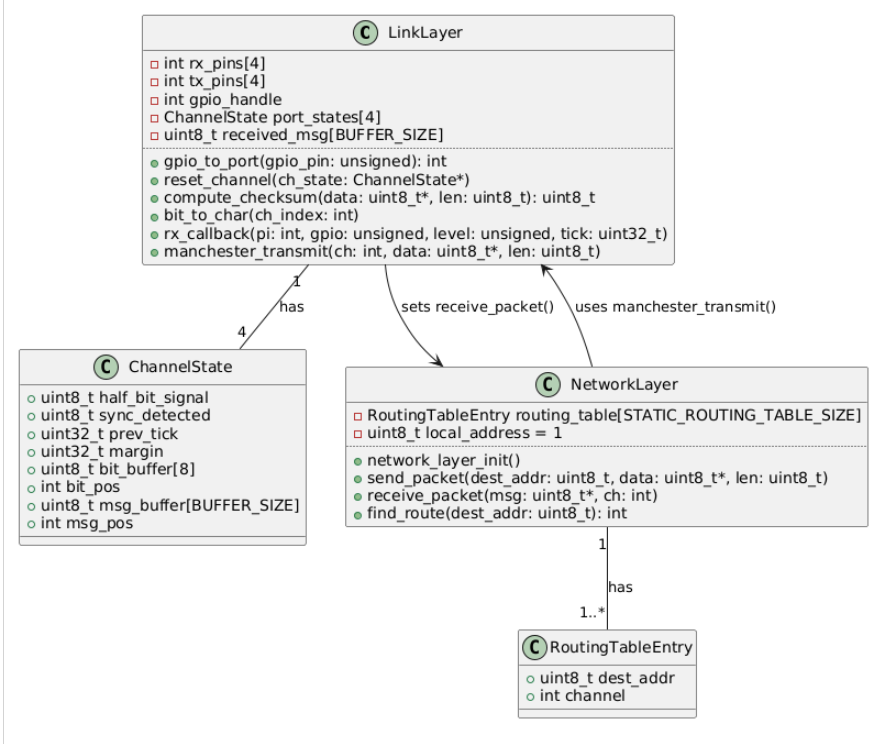 C LinkLayer
int rx_pins[4]
int tx_pins[4]
int gpio_handle
ChannelState port_states[4]
uint8_t received_msg[BUFFER_SIZE]
gpio_to_port(gpio_pin: unsigned): int
reset_channel(ch_state: ChannelState*)
compute_checksum(data: uint8_t*, len: uint8_t): uint8_t
bit_to_char(ch_index: int)
rx_callback(pi: int, gpio: unsigned, level: unsigned, tick: uint32_t)
manchester_transmit(ch: int, data: uint8_t*, len: uint8_t)
1
has
4
sets receive_packet()
uses manchester_transmit()
C ChannelState
uint8_t half_bit_signal
uint8_t sync_detected
uint32_t prev_tick
uint32_t margin
uint8_t bit_buffer[8]
int bit_pos
uint8_t msg_buffer[BUFFER_SIZE]
int msg_pos
C NetworkLayer
RoutingTableEntry routing_table[STATIC_ROUTING_TABLE_SIZE]
uint8_t local_address = 1
network_layer_init()
send_packet(dest_addr: uint8_t, data: uint8_t*, len: uint8_t)
receive_packet(msg: uint8_t*, ch: int)
find_route(dest_addr: uint8_t): int
1
has
1..*
C RoutingTableEntry
uint8_t dest_addr
int channel